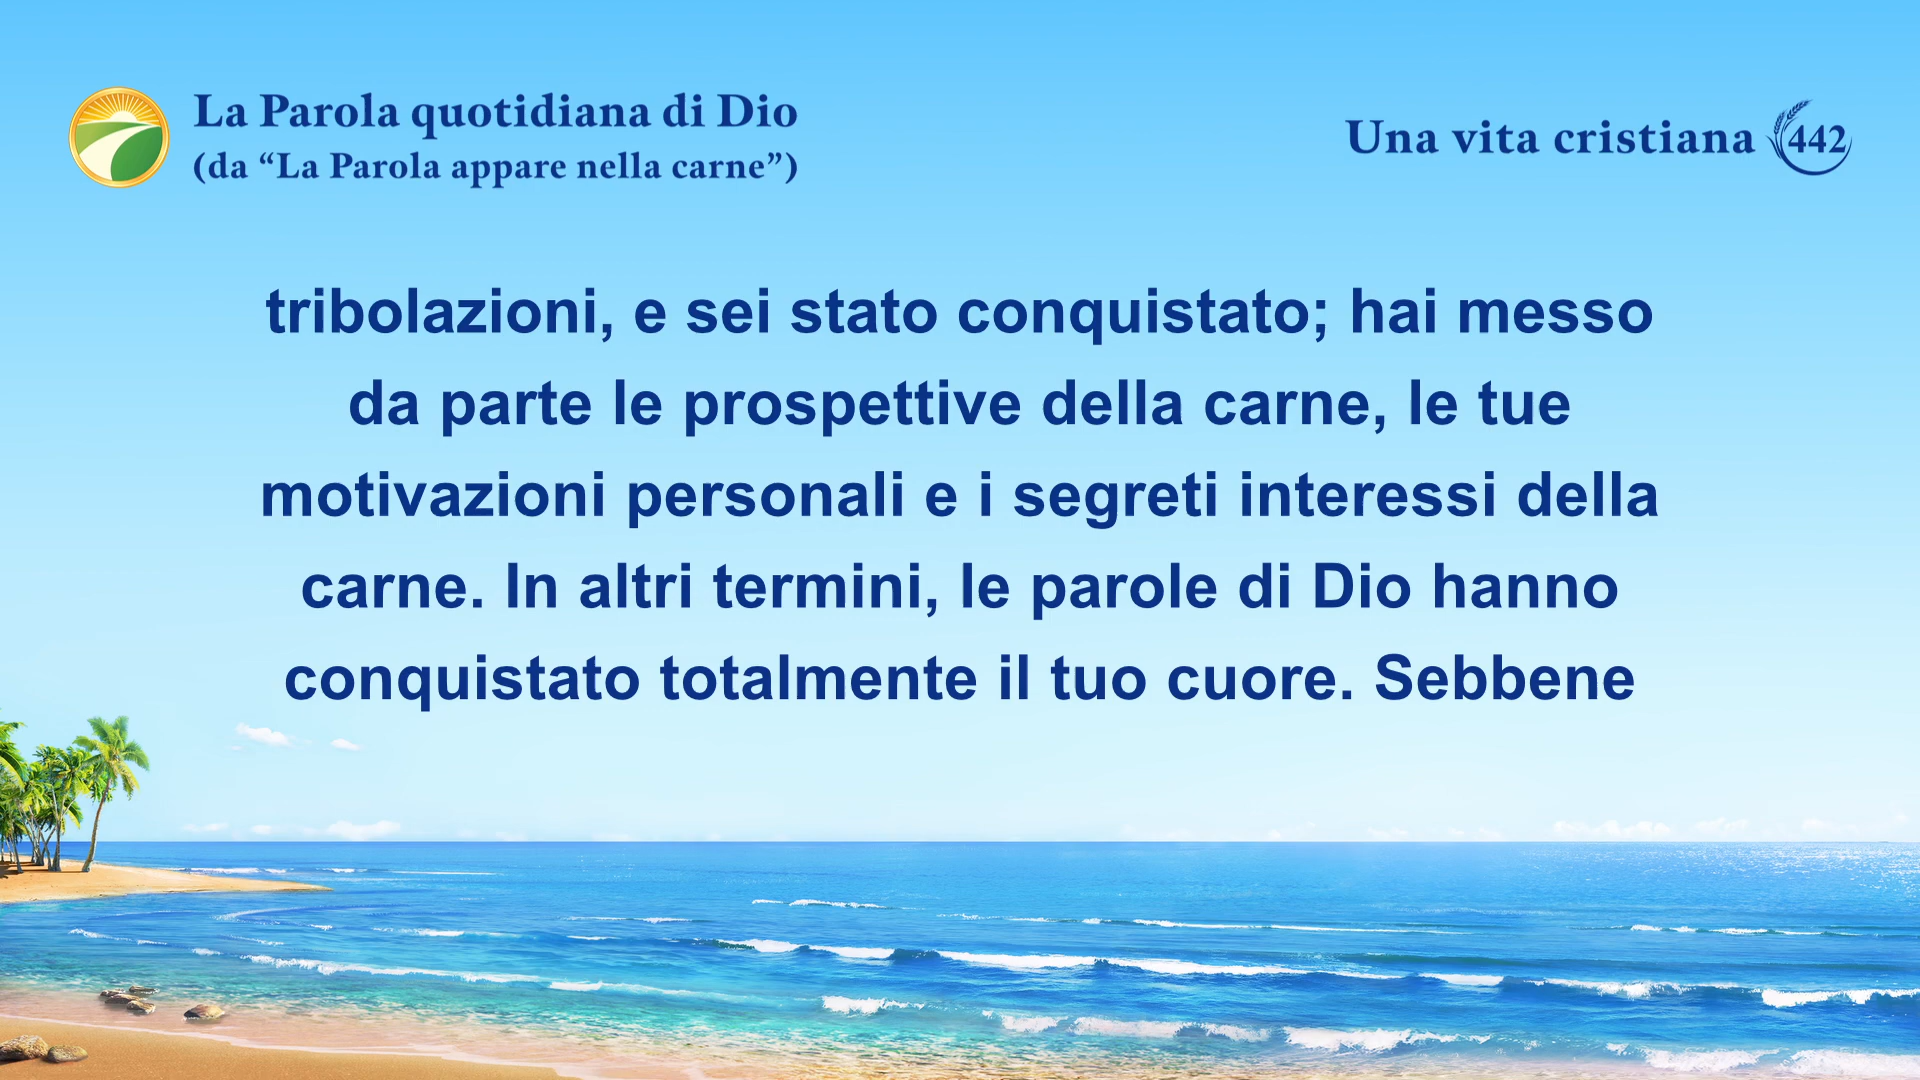 La Parola quotidiana di Dio
(da “La Parola appare nella carne”)
Una vita cristiana 442
tribolazioni, e sei stato conquistato; hai messo
da parte le prospettive della carne, le tue
motivazioni personali e i segreti interessi della
carne. In altri termini, le parole di Dio hanno
conquistato totalmente il tuo cuore. Sebbene